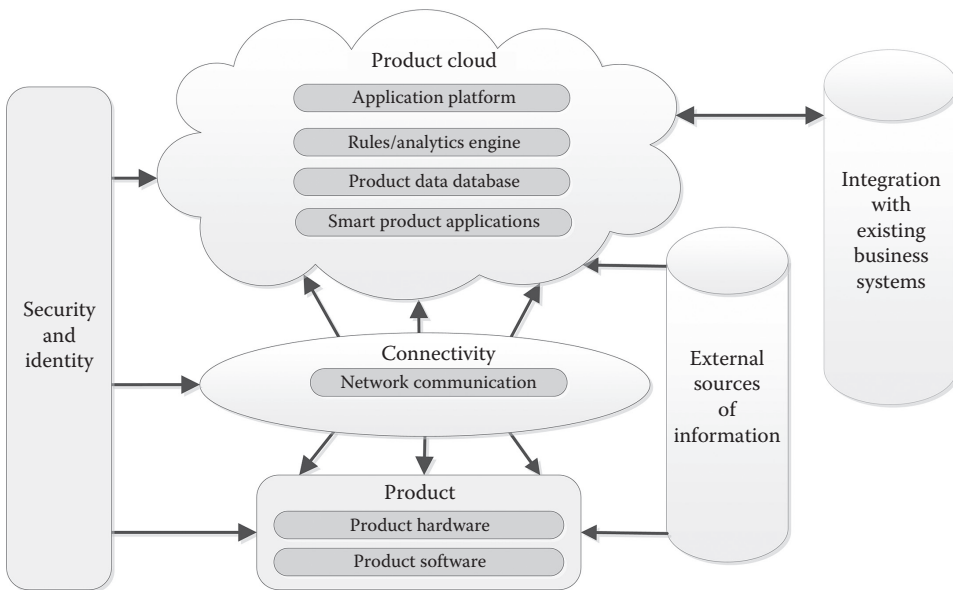 Product cloud
Application platform
Rules/analytics engine
Product data database
Smart product applications
Security
and
identity
Connectivity
Network communication
Product
Product hardware
Product software
External
sources
of
information
Integration
with
existing
business
systems